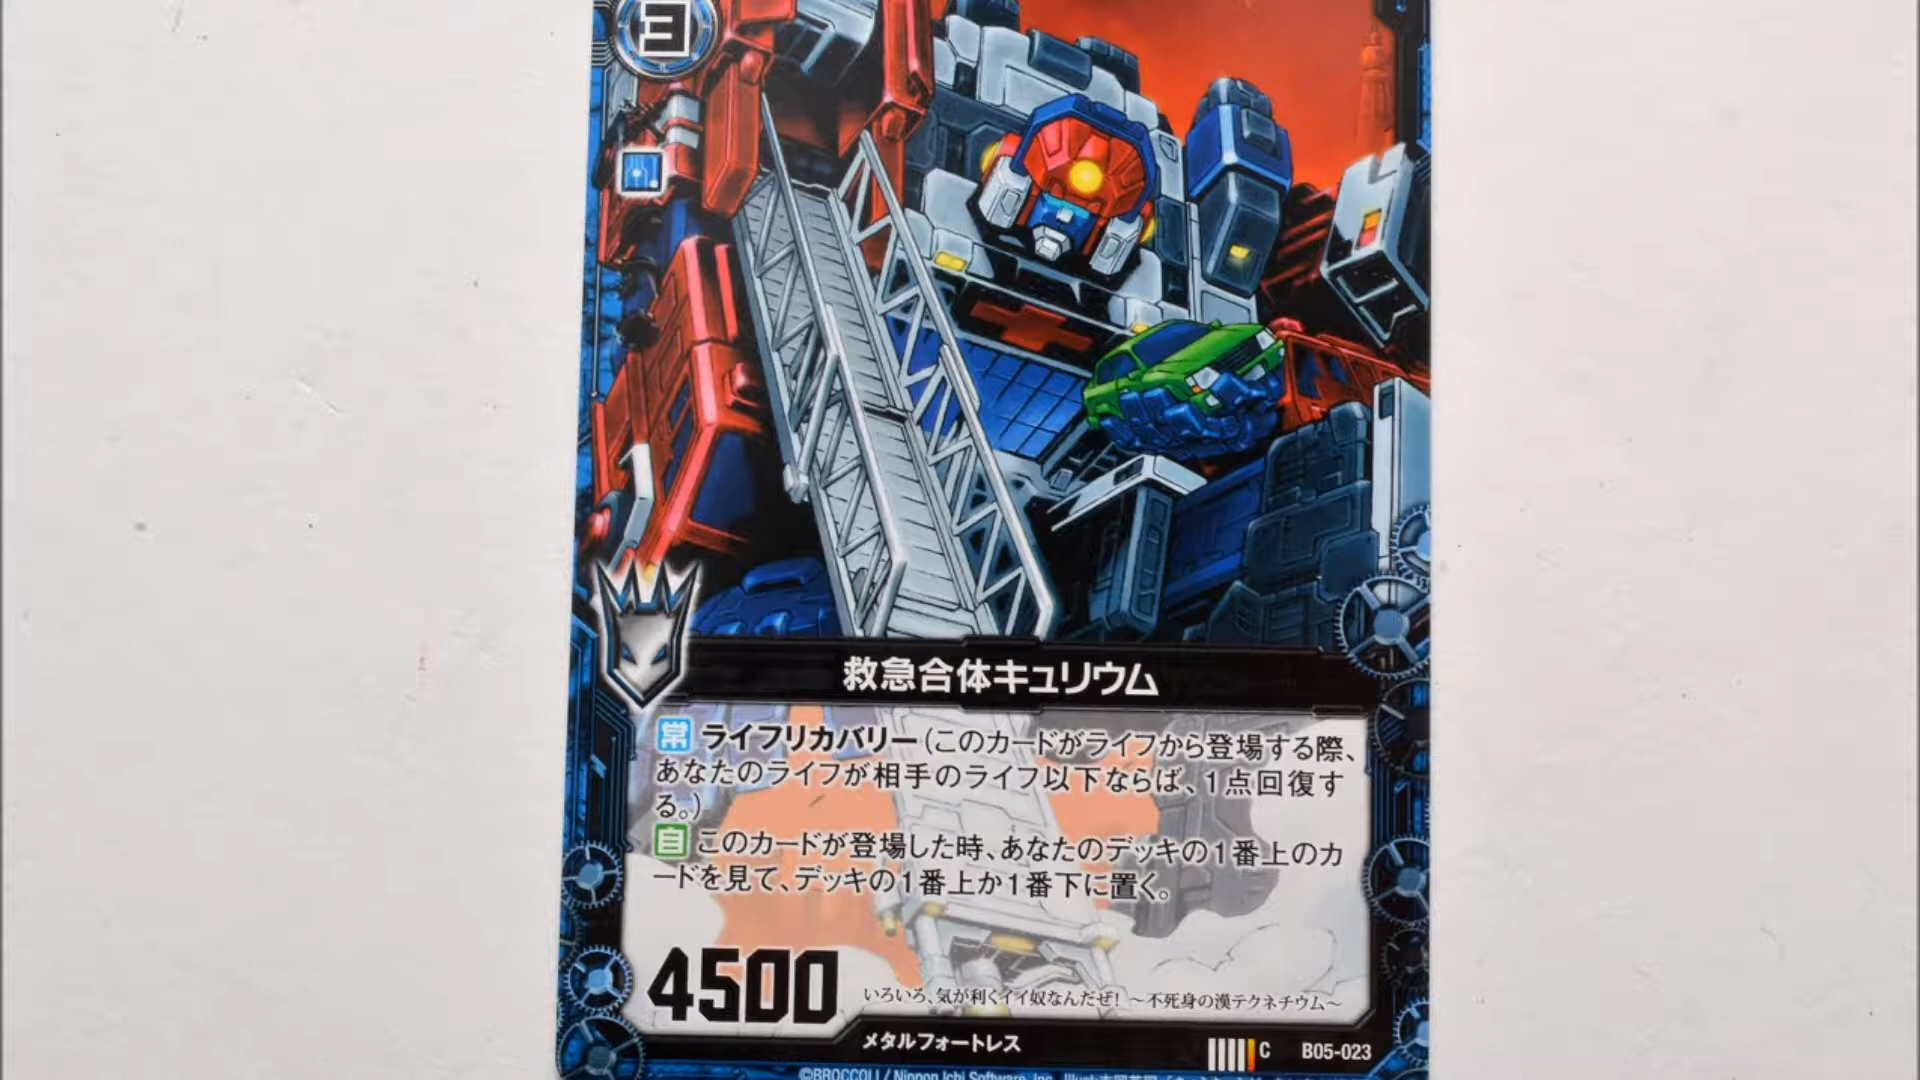 3
救急合体キュリウム
常 ライフリカバリー(このカードがライフから登場する際、
あなたのライフが相手のライフ以下ならば、1点回復す
る。)
自 このカードが登場した時、あなたのデッキの1番上のカ
ードを見て、デッキの1番上か1番下に置く。
4500
いろいろ、気が利くイイ奴なんだぜ! ～不死身の漢テクネチウム～
メタルフォートレス
C B05-023
©BROCCOLI / Nippon Ichi Software, Inc.